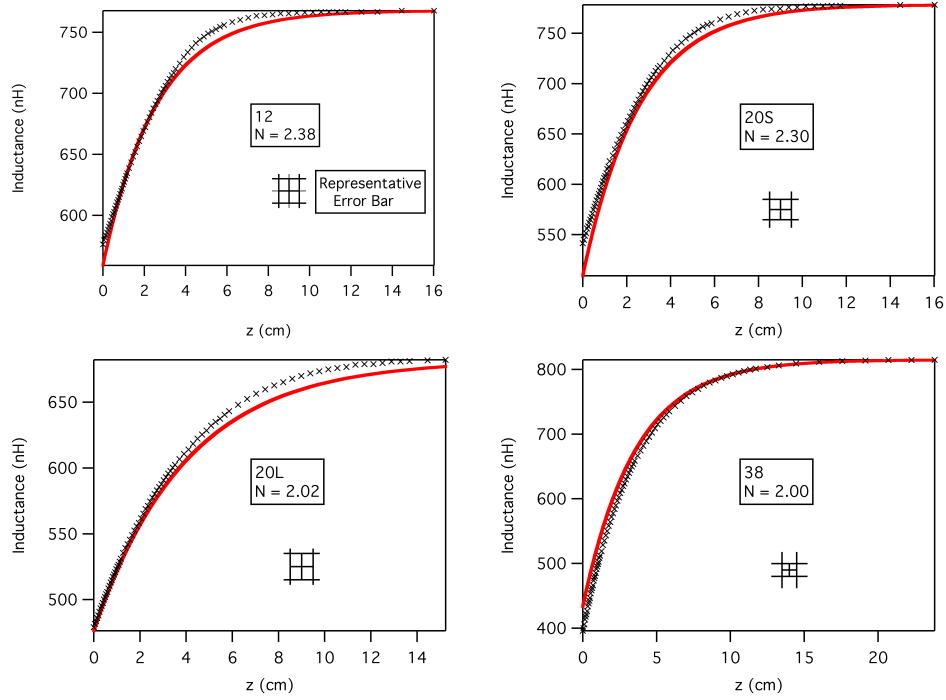 Inductance (nH)
750
700
650
600
12
N = 2.38
Representative
Error Bar
0 2 4 6 8 10 12 14 16
z (cm)
Inductance (nH)
750
700
650
600
550
20S
N = 2.30
0 2 4 6 8 10 12 14 16
z (cm)
Inductance (nH)
650
600
550
500
20L
N = 2.02
0 2 4 6 8 10 12 14
z (cm)
Inductance (nH)
800
700
600
500
400
38
N = 2.00
0 5 10 15 20
z (cm)